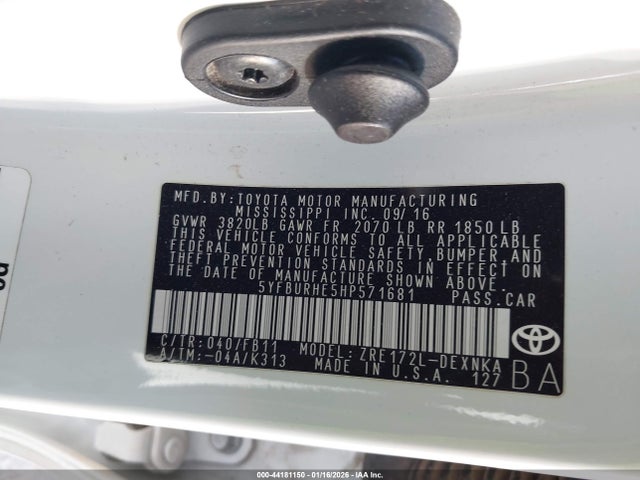 MFD.BY:TOYOTA MOTOR MANUFACTURING
MISSISSIPPI INC. 09/16
GVWR 3820LB GAWR FR 2070 LB RR 1850 LB
THIS VEHICLE CONFORMS TO ALL APPLICABLE
FEDERAL MOTOR VEHICLE SAFETY, BUMPER, AND
THEFT PREVENTION STANDARDS IN EFFECT ON
THE DATE OF MANUFACTURE SHOWN ABOVE.
5YFBURHE5HP571681 PASS.CAR
C/TR:040/FB11 MODEL: ZRE172L-DEXNKA
A/TM:-04A/K313 MADE IN U.S.A. 127
BA
000-44181150 - 01/16/2026 - IAA Inc.